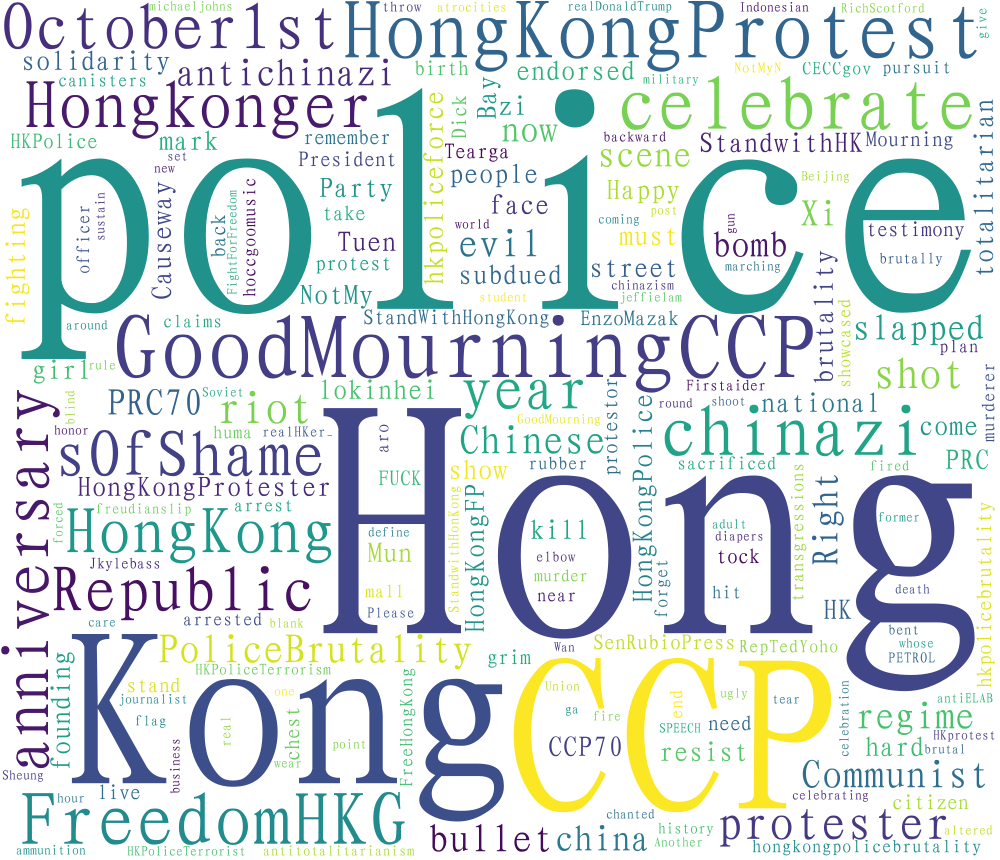 michaeljohns throw atrocities realDonaldTrump Indonesian RichScotford give
October1st HongKongProtest
solidarity antichinazi birth endorsed NotMyN CECCgov pursuit
canisters military
Hongkonger Dick Bay zi now celebrate totalitarian
HKPolice mark remember hkpoliceforce Tearga backward StandwithHK Mourning
set President people scene Beijing
new Party face Happy Xi
police
fighting officer sustain Causeway back FightForFreedom hoccgoomusic take Tuen world evil coming post must gun bomb testimony
protest subdued street marching brutally
NotMy student chinazism jeffielam
around claims StandWithHongKong EnzoMazak brutality showcased slapped
GoodMourningCCP plan
girl rule Firstaider shot murderer
PRC70 Soviet lokinhei year round shoot national
blind riot GoodMourning protestor
honor huma realHKer_ aro Chinese chinazi come
sOfShame FUCK show rubber sacrificed PRC
anniversary HongKongProtester HongKongPolice fired
forced freudianslip arrest StandwithHonKong HongKongFP kill transgressions Right former
HongKong define adult
Hong
Jkylebass Mun elbow diapers hkpolicebrutality
Republic mall murder tock death
care arrested blank Please near forget hit HK bent
whose
PoliceBrutality Wan SenRubioPress RepTedYoho PETROL
founding HKPoliceTerrorism grim
Kong CCP
stand one Union end ugly tear celebration antiELAB
journalist chest FreeHongKong ga fire SPEECH need regime
flag real point CCP70 resist hard HKprotest
brutal
Sheung business wear Communist
hour live celebrating citizen
FreedomHKG chanted protester
bullet china history altered
ammunition HKPoliceTerrorist antitotalitarianism Another hongkongpolicebrutality